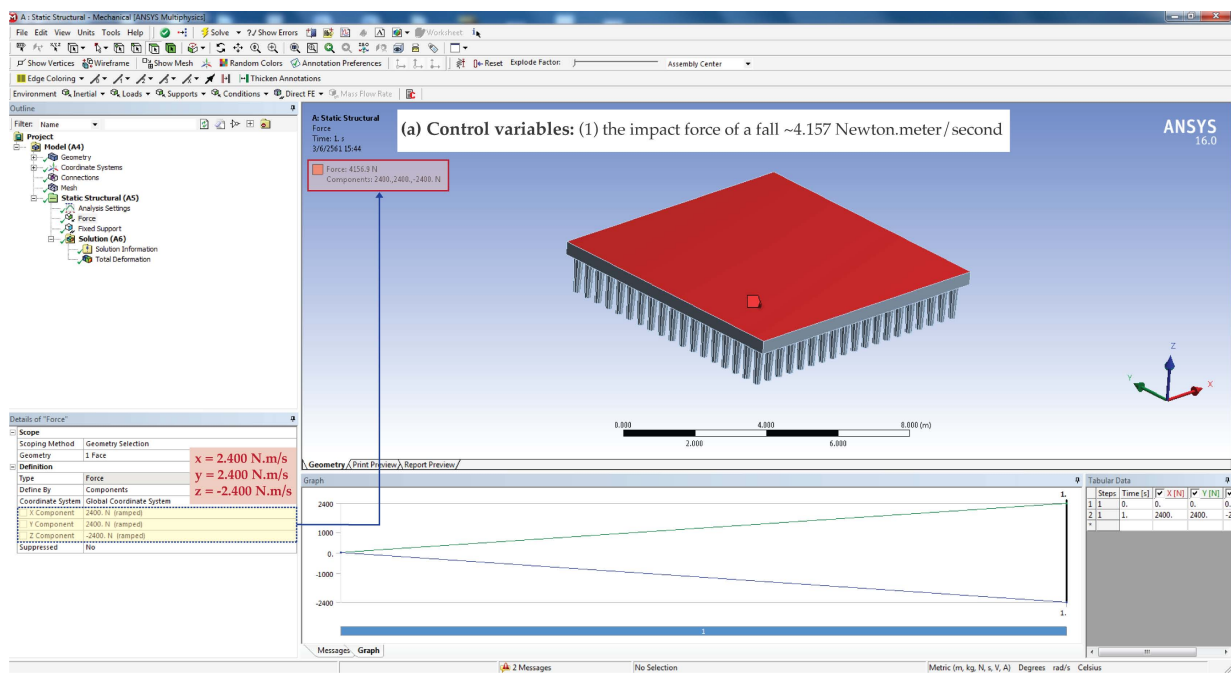 A : Static Structural - Mechanical [ANSYS Multiphysics]
File Edit View Units Tools Help Solve ?/ Show Errors Worksheet
Show Vertices Wireframe Show Mesh Random Colors Annotation Preferences Reset Explode Factor: Assembly Center
Edge Coloring Thicken Annotations
Environment Inertial Loads Supports Conditions Direct FE Mass Flow Rate
Outline
Filter: Name
Project
Model (A4)
Geometry
Coordinate Systems
Connections
Mesh
Static Structural (A5)
Analysis Settings
Force
Fixed Support
Solution (A6)
Solution Information
Total Deformation
A: Static Structural
Force
Time: 1. s
3/6/2561 15:44
(a) Control variables: (1) the impact force of a fall ~4.157 Newton.meter/second
ANSYS
16.0
Force: 4156.9 N
Components: 2400.,2400.,-2400. N
Z
Y
X
0.000 4.000 8.000 (m)
2.000 6.000
Geometry Print Preview Report Preview
Details of "Force"
Scope
Scoping Method Geometry Selection
Geometry 1 Face
Definition
Type Force
Define By Components
Coordinate System Global Coordinate System
X Component 2400. N (ramped)
Y Component 2400. N (ramped)
Z Component -2400. N (ramped)
Suppressed No
x = 2.400 N.m/s
y = 2.400 N.m/s
z = -2.400 N.m/s
Graph
1.
2400
1000
0.
-1000
-2400
1.
1
Messages Graph
Tabular Data
Steps Time [s] X [N] Y [N]
1 1 0. 0. 0. 0.
2 1 1. 2400. 2400. -2
*
2 Messages No Selection Metric (m, kg, N, s, V, A) Degrees rad/s Celsius